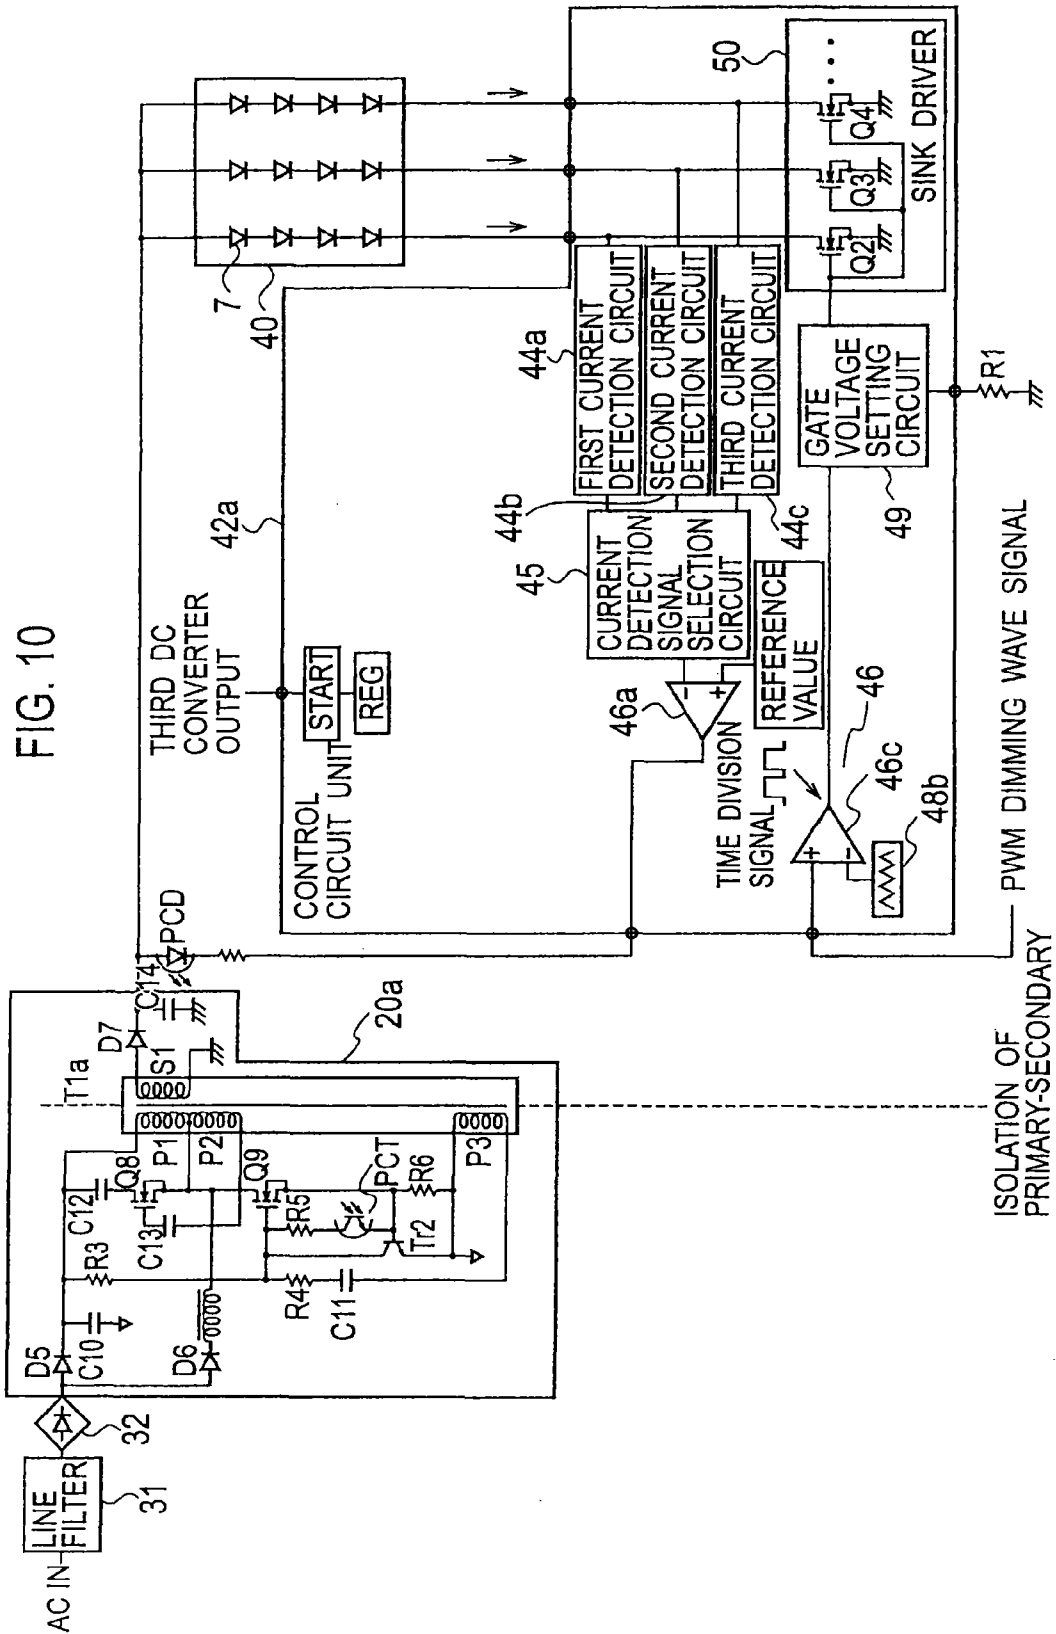 FIG. 10
AC IN
LINE
FILTER
31
32
D5
C10
D6
R3
C12
C13
Q8
P1
P2
Q9
R4
C11
R5
PCT
Tr2
R6
P3
T1a
S1
D7
C14
20a
PCD
ISOLATION OF
PRIMARY-SECONDARY
THIRD DC
CONVERTER
OUTPUT
42a
CONTROL
CIRCUIT UNIT
START
REG
7
40
FIRST CURRENT
DETECTION CIRCUIT
44a
SECOND CURRENT
DETECTION CIRCUIT
44b
THIRD CURRENT
DETECTION CIRCUIT
44c
45
CURRENT
DETECTION
SIGNAL
SELECTION
CIRCUIT
46a
-
+
REFERENCE
VALUE
TIME DIVISION
SIGNAL
46
46c
+
-
48b
PWM DIMMING WAVE SIGNAL
GATE
VOLTAGE
SETTING
CIRCUIT
49
R1
50
Q2
Q3
Q4
SINK DRIVER